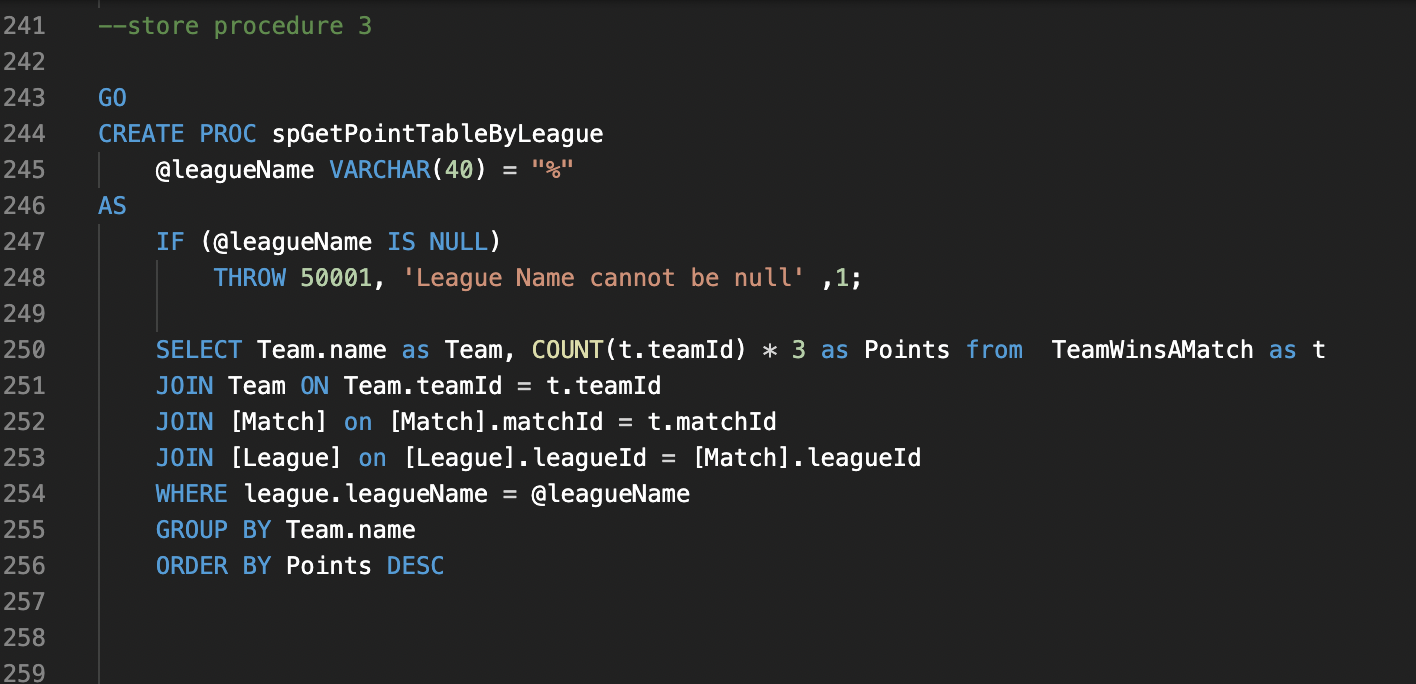 241 --store procedure 3
242
243 GO
244 CREATE PROC spGetPointTableByLeague
245 @leagueName VARCHAR(40) = "%"
246 AS
247 IF (@leagueName IS NULL)
248 THROW 50001, 'League Name cannot be null' ,1;
249
250 SELECT Team.name as Team, COUNT(t.teamId) * 3 as Points from  TeamWinsAMatch as t
251 JOIN Team ON Team.teamId = t.teamId
252 JOIN [Match] on [Match].matchId = t.matchId
253 JOIN [League] on [League].leagueId = [Match].leagueId
254 WHERE league.leagueName = @leagueName
255 GROUP BY Team.name
256 ORDER BY Points DESC
257
258
259